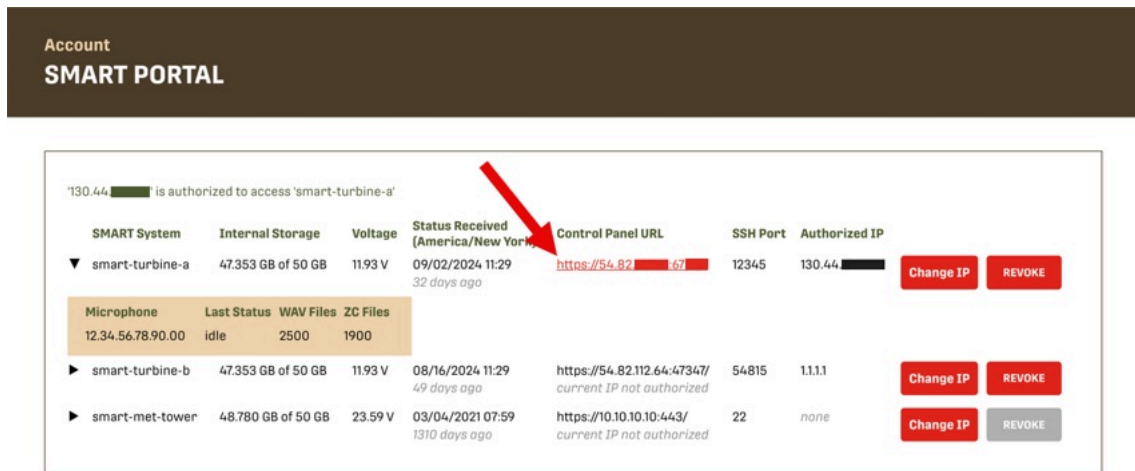 Account
SMART PORTAL
'130.44. ' is authorized to access 'smart-turbine-a'
SMART System Internal Storage Voltage Status Received (America/New York) Control Panel URL SSH Port Authorized IP
▼ smart-turbine-a 47.353 GB of 50 GB 11.93 V 09/02/2024 11:29 https://54.82. :67 12345 130.44. Change IP REVOKE
32 days ago
Microphone Last Status WAV Files ZC Files
12.34.56.78.90.00 idle 2500 1900
▶ smart-turbine-b 47.353 GB of 50 GB 11.93 V 08/16/2024 11:29 https://54.82.112.64:47347/ 54815 1.1.1.1 Change IP REVOKE
49 days ago current IP not authorized
▶ smart-met-tower 48.780 GB of 50 GB 23.59 V 03/04/2021 07:59 https://10.10.10.10:443/ 22 none Change IP REVOKE
1310 days ago current IP not authorized